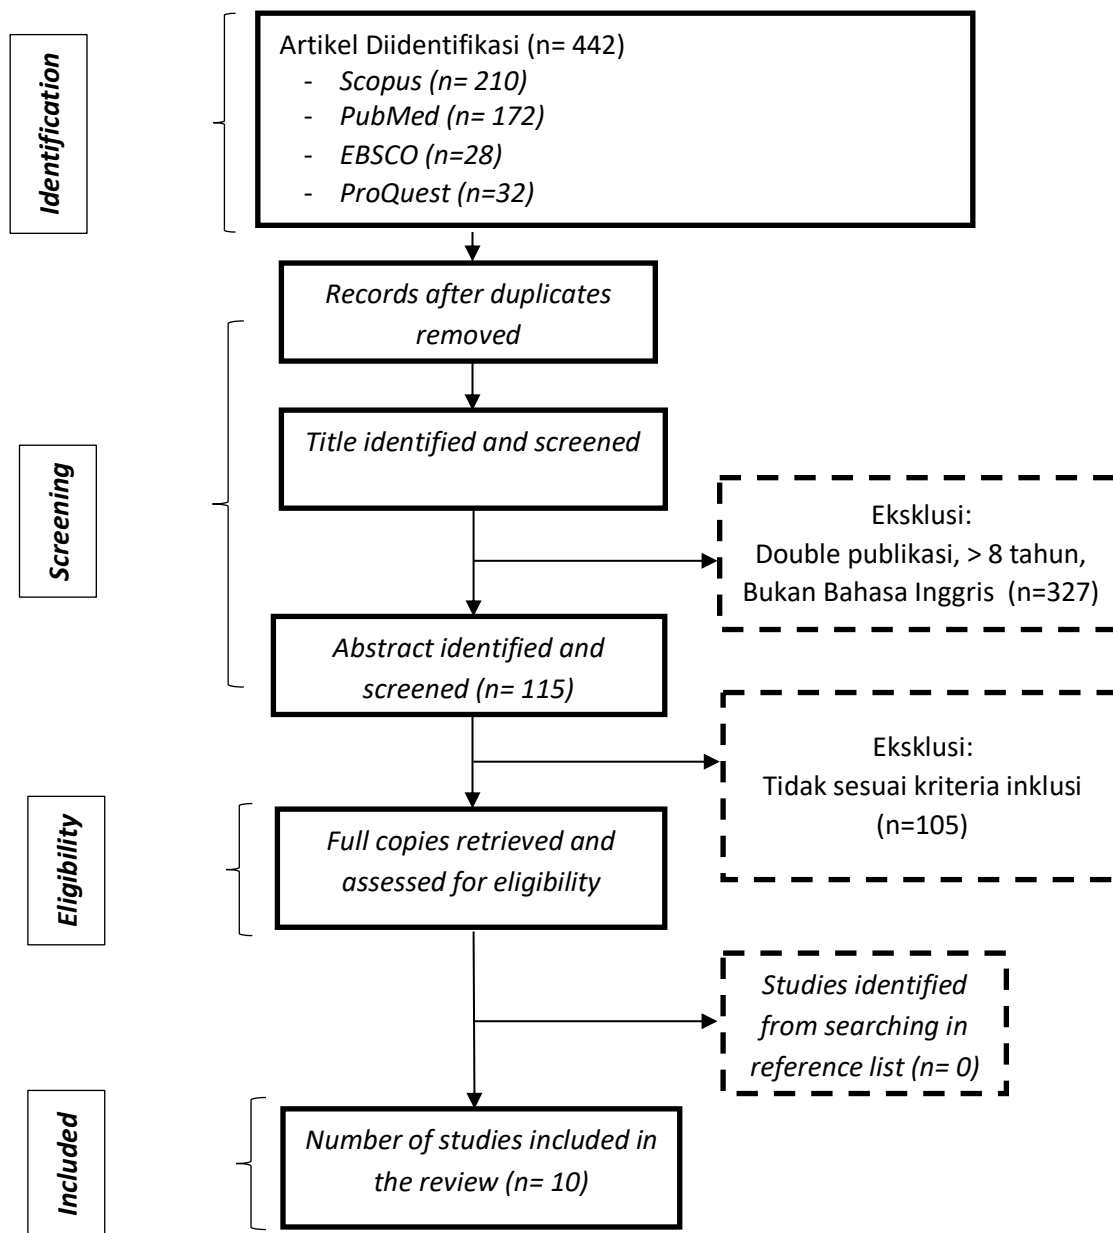 Identification
Artikel Diidentifikasi (n= 442)
- Scopus (n= 210)
- PubMed (n= 172)
- EBSCO (n=28)
- ProQuest (n=32)
Records after duplicates
removed
Screening
Title identified and screened
Eksklusi:
Double publikasi, > 8 tahun,
Bukan Bahasa Inggris (n=327)
Abstract identified and
screened (n= 115)
Eksklusi:
Tidak sesuai kriteria inklusi
(n=105)
Eligibility
Full copies retrieved and
assessed for eligibility
Studies identified
from searching in
reference list (n= 0)
Included
Number of studies included in
the review (n= 10)